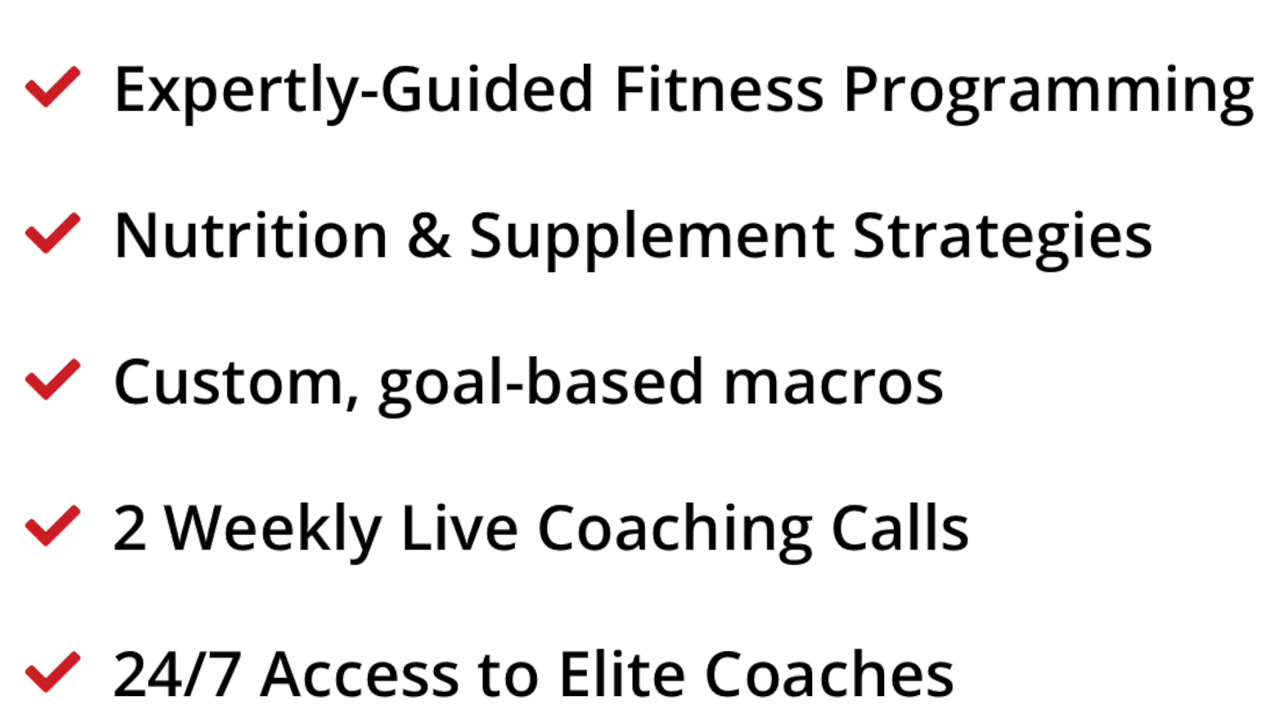 Expertly-Guided Fitness Programming
Nutrition & Supplement Strategies
Custom, goal-based macros
2 Weekly Live Coaching Calls
24/7 Access to Elite Coaches